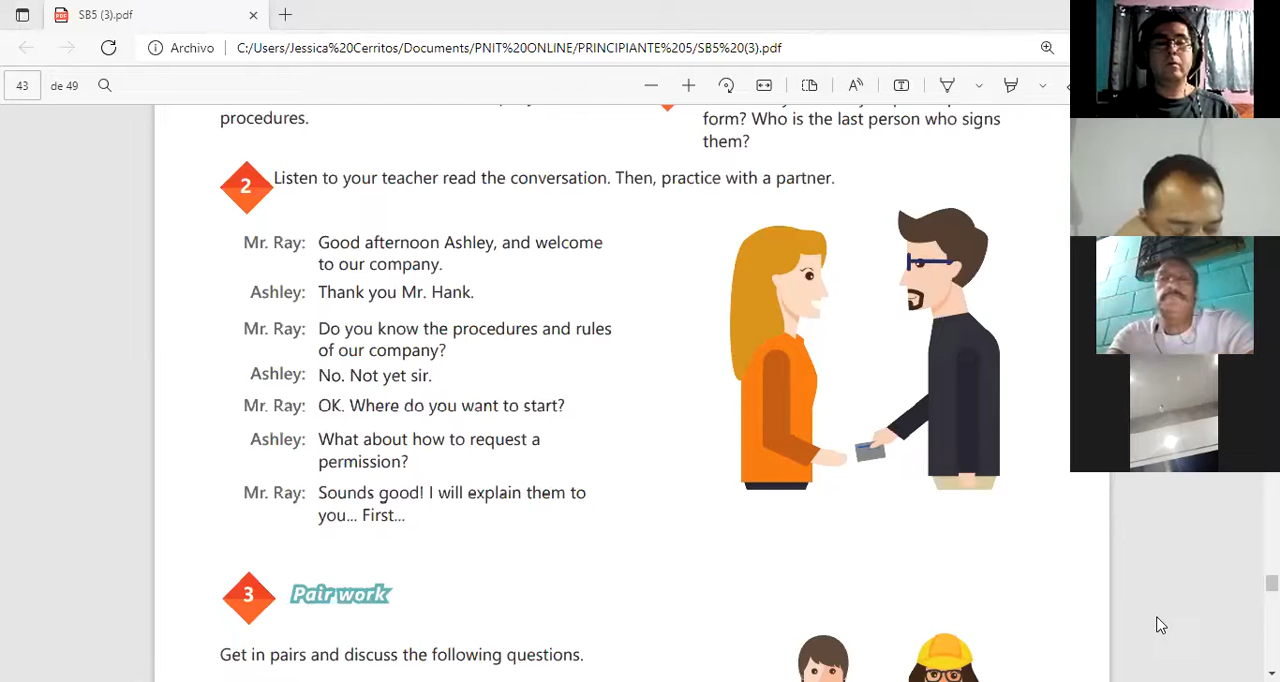 SB5 (3).pdf
Archivo
C:/Users/Jessica%20Cerritos/Documents/PNIT%20ONLINE/PRINCIPIANTE%205/SB5%20(3).pdf
43 de 49
procedures.
form? Who is the last person who signs
them?
2 Listen to your teacher read the conversation. Then, practice with a partner.
Mr. Ray: Good afternoon Ashley, and welcome
to our company.
Ashley: Thank you Mr. Hank.
Mr. Ray: Do you know the procedures and rules
of our company?
Ashley: No. Not yet sir.
Mr. Ray: OK. Where do you want to start?
Ashley: What about how to request a
permission?
Mr. Ray: Sounds good! I will explain them to
you... First...
3 Pair work
Get in pairs and discuss the following questions.